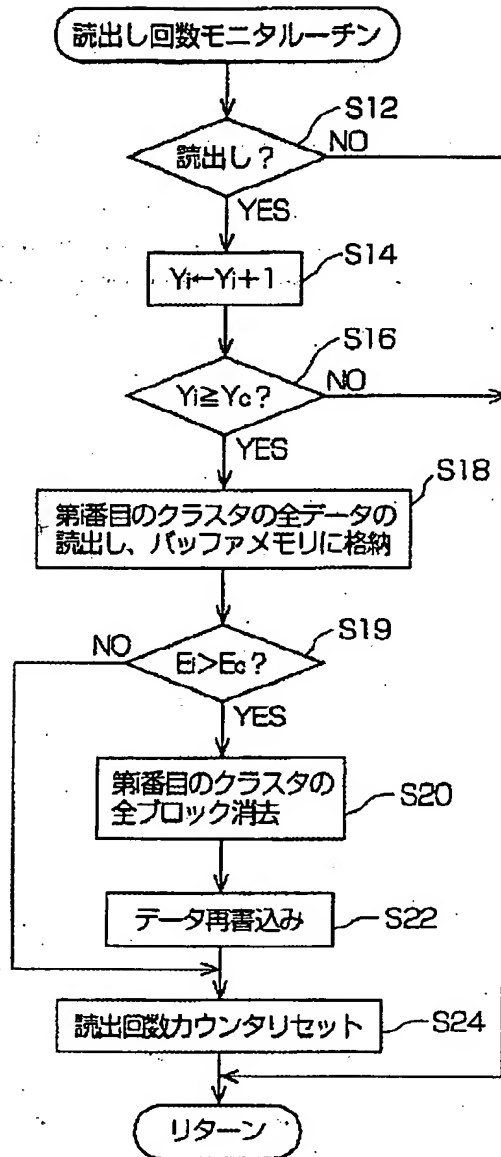 読出し回数モニタルーチン
S12
読出し?
NO
YES
S14
Yi←Yi+1
S16
Yi≧Yc?
NO
YES
S18
第i番目のクラスタの全データの
読出し、バッファメモリに格納
S19
NO
Ei>Ec?
YES
第i番目のクラスタの
全ブロック消去
S20
データ再書込み
S22
読出回数カウンタリセット
S24
リターン